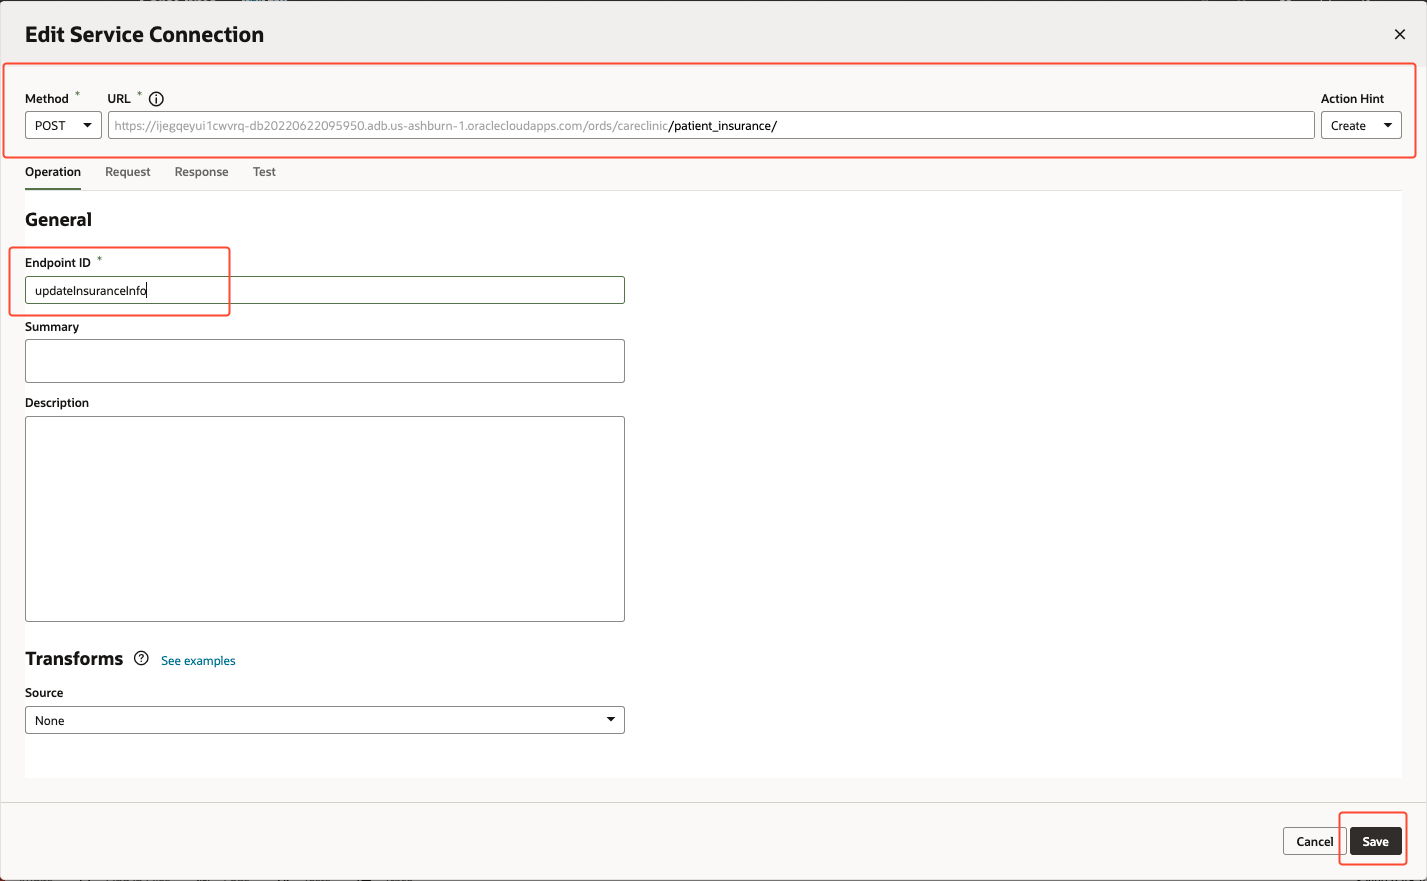 Edit Service Connection
Method *
URL *
Action Hint
POST
https://ijegqeyui1cwvrq-db20220622095950.adb.us-ashburn-1.oraclecloudapps.com/ords/careclinic/patient_insurance/
Create
Operation Request Response Test
General
Endpoint ID *
updateInsuranceInfo
Summary
Description
Transforms ? See examples
Source
None
Cancel Save